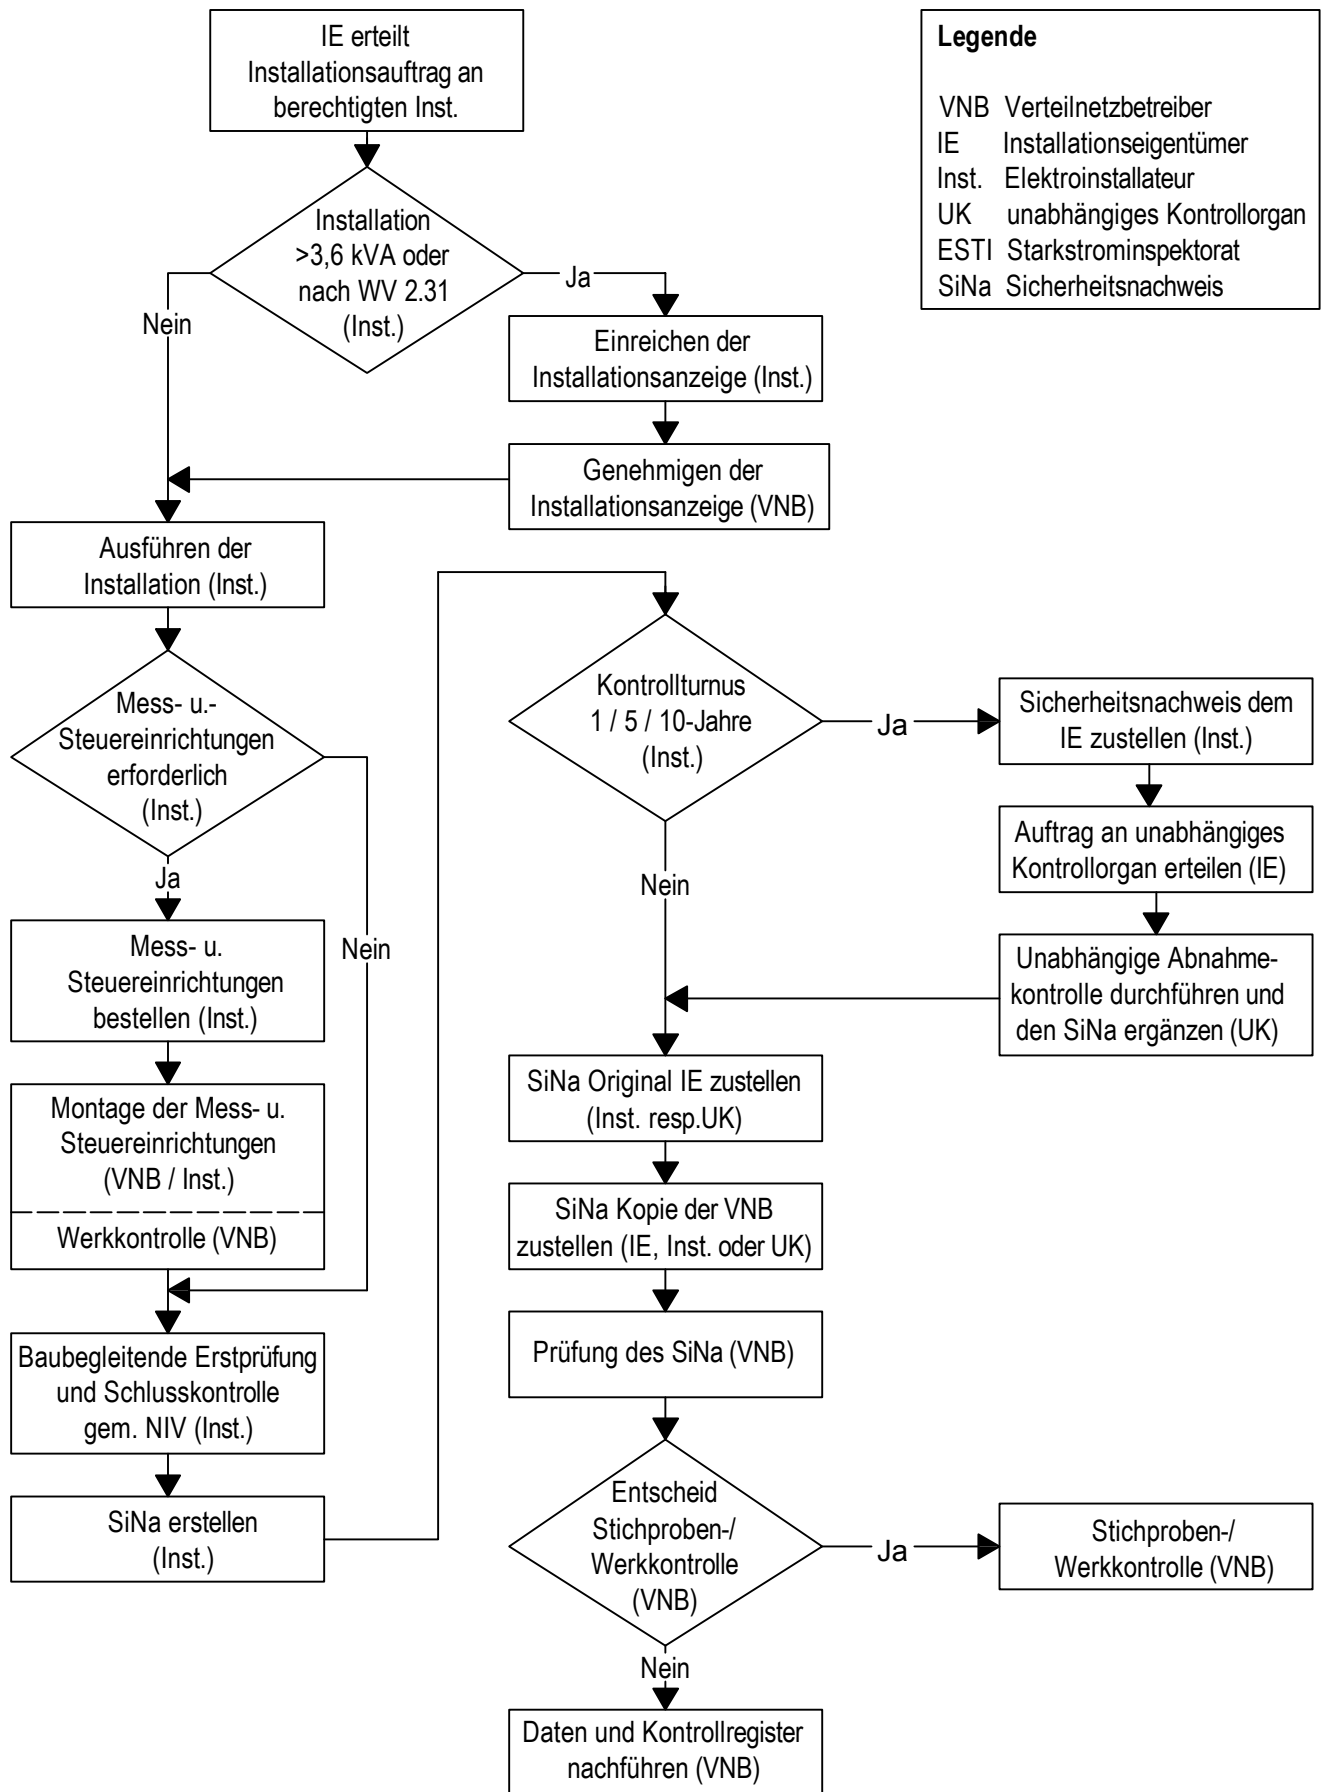 IE erteilt
Installationsauftrag an
berechtigten Inst.
Legende
VNB Verteilnetzbetreiber
IE Installationseigentümer
Inst. Elektroinstallateur
UK unabhängiges Kontrollorgan
ESTI Starkstrominspektorat
SiNa Sicherheitsnachweis
Installation
>3,6 kVA oder
nach WV 2.31
(Inst.)
Ja
Nein
Einreichen der
Installationsanzeige (Inst.)
Genehmigen der
Installationsanzeige (VNB)
Ausführen der
Installation (Inst.)
Mess- u.-
Steuereinrichtungen
erforderlich
(Inst.)
Ja
Nein
Mess- u.
Steuereinrichtungen
bestellen (Inst.)
Montage der Mess- u.
Steuereinrichtungen
(VNB / Inst.)
Werkkontrolle (VNB)
Baubegleitende Erstprüfung
und Schlusskontrolle
gem. NIV (Inst.)
SiNa erstellen
(Inst.)
Kontrollturnus
1 / 5 / 10-Jahre
(Inst.)
Ja
Nein
Sicherheitsnachweis dem
IE zustellen (Inst.)
Auftrag an unabhängiges
Kontrollorgan erteilen (IE)
Unabhängige Abnahme-
kontrolle durchführen und
den SiNa ergänzen (UK)
SiNa Original IE zustellen
(Inst. resp.UK)
SiNa Kopie der VNB
zustellen (IE, Inst. oder UK)
Prüfung des SiNa (VNB)
Entscheid
Stichproben-/
Werkkontrolle
(VNB)
Ja
Stichproben-/
Werkkontrolle (VNB)
Nein
Daten und Kontrollregister
nachführen (VNB)